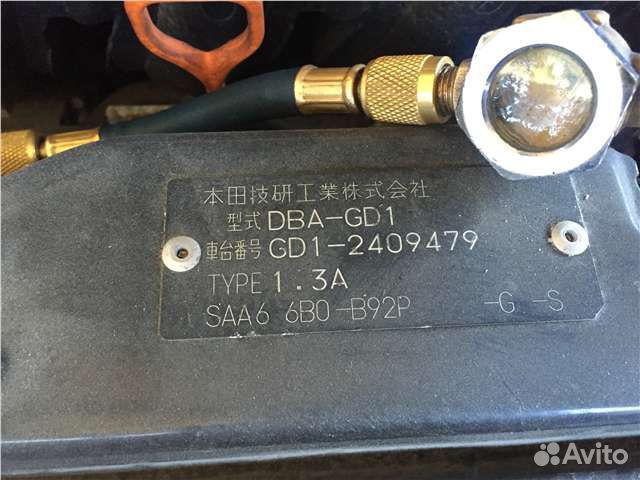 本田技研工業株式会社
型式 DBA-GD1
車台番号 GD1-2409479
TYPE 1.3A
SAA6 6B0-B92P -G -S
Avito